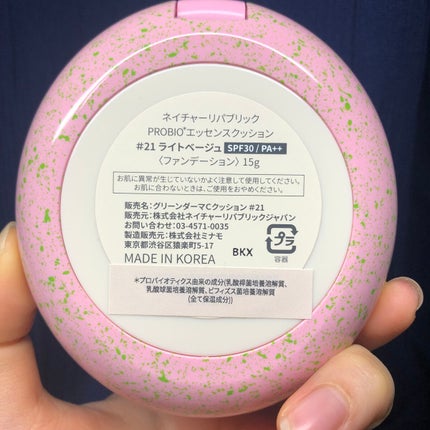 ネイチャーリパブリック
PROBIO*エッセンスクッション
#21 ライトベージュ SPF30 / PA++
〈ファンデーション〉15g
お肌に異常が生じていないかよく注意して使用してください。
お肌に合わないときは、ご使用をおやめください。
販売名：グリーンダーマCクッション #21
発売元：株式会社ネイチャーリパブリックジャパン
お問い合わせ：03-4571-0035
製造販売元：株式会社ミナモ
東京都渋谷区猿楽町5-17
MADE IN KOREA
BKX
プラ
容器
＊プロバイオティクス由来の成分(乳酸桿菌培養溶解質、
乳酸球菌培養溶解質、ビフィズス菌培養溶解質
(全て保湿成分))